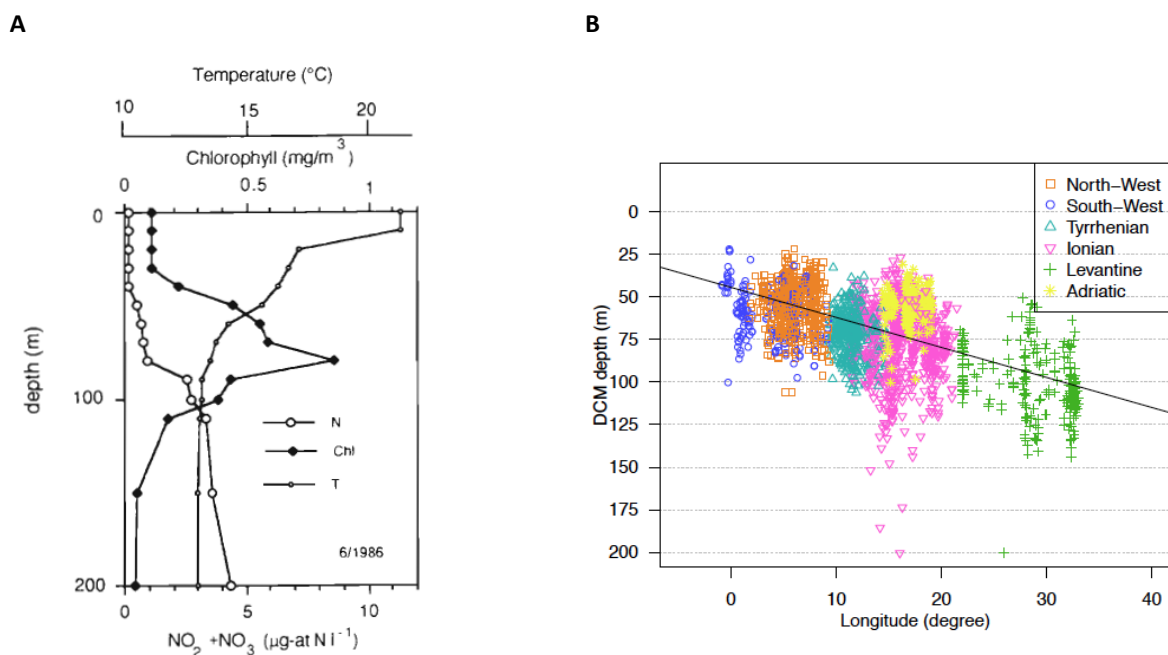 A
B
Temperature (°C)
10 15 20
Chlorophyll (mg/m3)
0 0.5 1
0
100
200
depth (m)
N
Chl
T
6/1986
0 5 10
NO2 +NO3 (µg-at N l-1)
North-West
South-West
Tyrrhenian
Ionian
Levantine
Adriatic
0
25
50
75
100
125
150
175
200
DCM depth (m)
0 10 20 30 40
Longitude (degree)